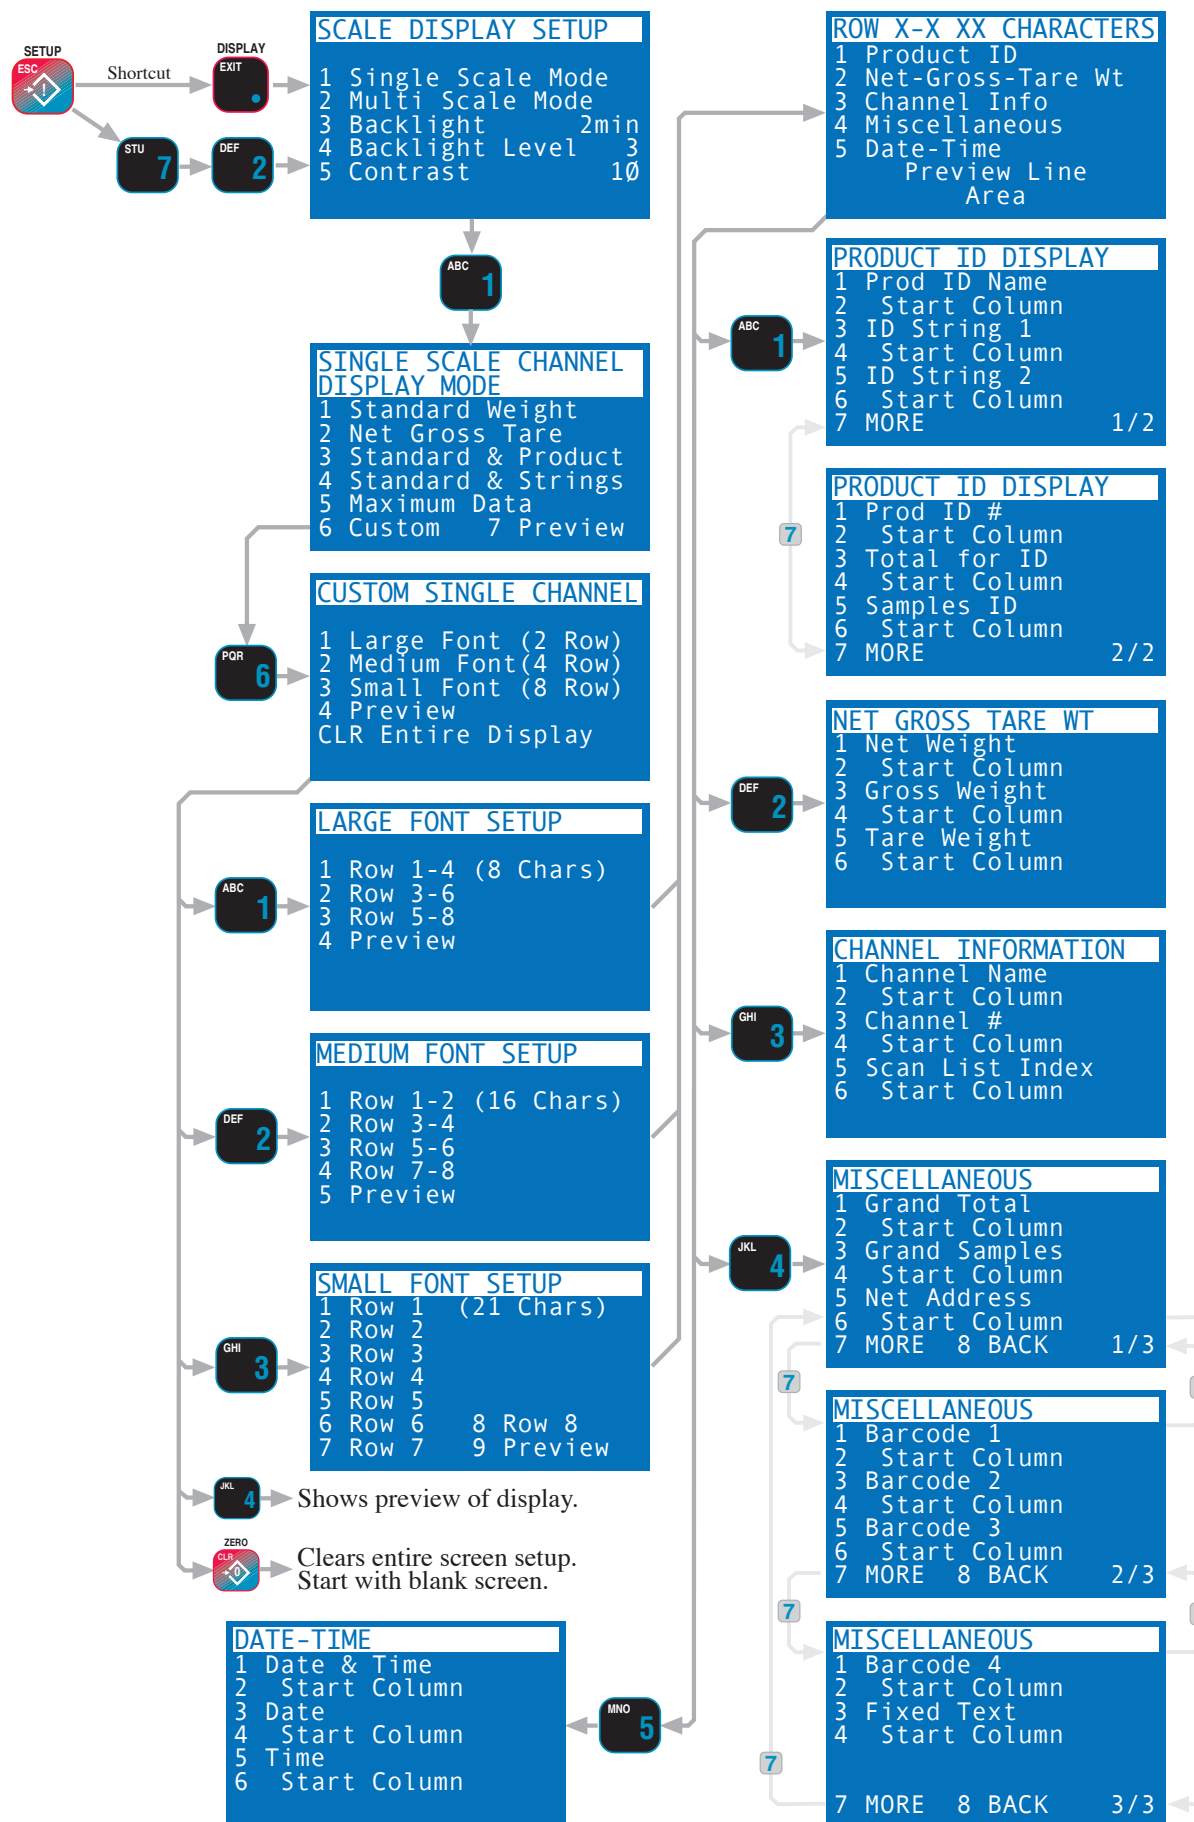 SETUP
ESC
Shortcut
DISPLAY
EXIT
STU
7
DEF
2
SCALE DISPLAY SETUP
1 Single Scale Mode
2 Multi Scale Mode
3 Backlight 2min
4 Backlight Level 3
5 Contrast 1Ø
ABC
1
SINGLE SCALE CHANNEL
DISPLAY MODE
1 Standard Weight
2 Net Gross Tare
3 Standard & Product
4 Standard & Strings
5 Maximum Data
6 Custom 7 Preview
PQR
6
CUSTOM SINGLE CHANNEL
1 Large Font (2 Row)
2 Medium Font(4 Row)
3 Small Font (8 Row)
4 Preview
CLR Entire Display
ABC
1
LARGE FONT SETUP
1 Row 1-4 (8 Chars)
2 Row 3-6
3 Row 5-8
4 Preview
DEF
2
MEDIUM FONT SETUP
1 Row 1-2 (16 Chars)
2 Row 3-4
3 Row 5-6
4 Row 7-8
5 Preview
GHI
3
SMALL FONT SETUP
1 Row 1 (21 Chars)
2 Row 2
3 Row 3
4 Row 4
5 Row 5
6 Row 6 8 Row 8
7 Row 7 9 Preview
JKL
4
Shows preview of display.
ZERO
CLR
0
Clears entire screen setup.
Start with blank screen.
DATE-TIME
1 Date & Time
2 Start Column
3 Date
4 Start Column
5 Time
6 Start Column
MNO
5
ROW X-X XX CHARACTERS
1 Product ID
2 Net-Gross-Tare Wt
3 Channel Info
4 Miscellaneous
5 Date-Time
Preview Line
Area
ABC
1
PRODUCT ID DISPLAY
1 Prod ID Name
2 Start Column
3 ID String 1
4 Start Column
5 ID String 2
6 Start Column
7 MORE 1/2
7
PRODUCT ID DISPLAY
1 Prod ID #
2 Start Column
3 Total for ID
4 Start Column
5 Samples ID
6 Start Column
7 MORE 2/2
DEF
2
NET GROSS TARE WT
1 Net Weight
2 Start Column
3 Gross Weight
4 Start Column
5 Tare Weight
6 Start Column
GHI
3
CHANNEL INFORMATION
1 Channel Name
2 Start Column
3 Channel #
4 Start Column
5 Scan List Index
6 Start Column
JKL
4
MISCELLANEOUS
1 Grand Total
2 Start Column
3 Grand Samples
4 Start Column
5 Net Address
6 Start Column
7 MORE 8 BACK 1/3
7
MISCELLANEOUS
1 Barcode 1
2 Start Column
3 Barcode 2
4 Start Column
5 Barcode 3
6 Start Column
7 MORE 8 BACK 2/3
7
MISCELLANEOUS
1 Barcode 4
2 Start Column
3 Fixed Text
4 Start Column
7
7 MORE 8 BACK 3/3